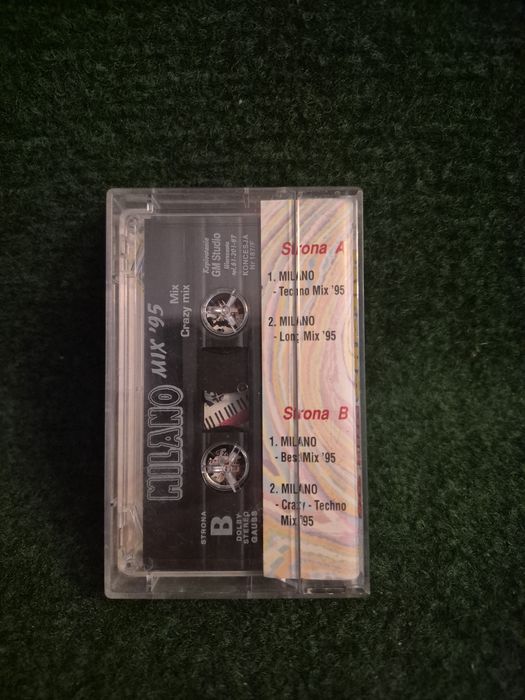 MILANO MIX '95
Mix
Crazy mix
GM Studio
KONCESJA
STRONA
B
DOLBY
STEREO
GAUSS
Strona A
1. MILANO
- Techno Mix '95
2. MILANO
- Long Mix '95
Strona B
1. MILANO
- Best Mix '95
2. MILANO
- Crazy - Techno
Mix '95